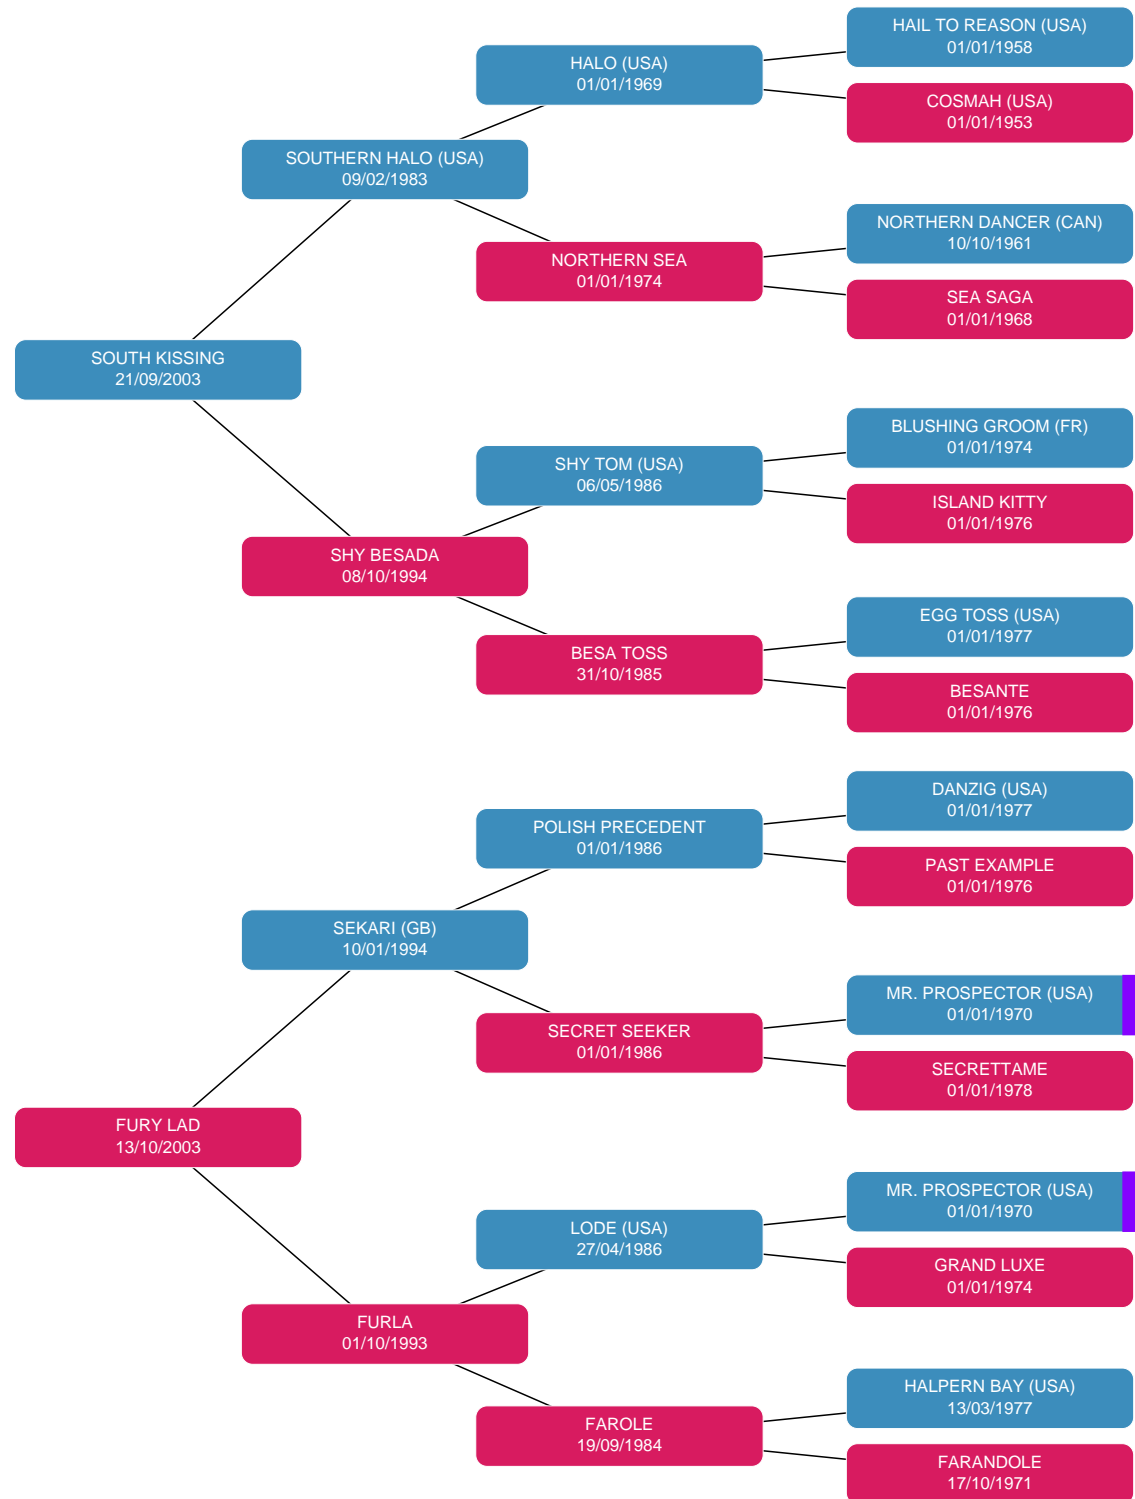 HAIL TO REASON (USA)
01/01/1958
HALO (USA)
01/01/1969
COSMAH (USA)
01/01/1953
SOUTHERN HALO (USA)
09/02/1983
NORTHERN DANCER (CAN)
10/10/1961
NORTHERN SEA
01/01/1974
SEA SAGA
01/01/1968
SOUTH KISSING
21/09/2003
BLUSHING GROOM (FR)
01/01/1974
SHY TOM (USA)
06/05/1986
ISLAND KITTY
01/01/1976
SHY BESADA
08/10/1994
EGG TOSS (USA)
01/01/1977
BESA TOSS
31/10/1985
BESANTE
01/01/1976
DANZIG (USA)
01/01/1977
POLISH PRECEDENT
01/01/1986
PAST EXAMPLE
01/01/1976
SEKARI (GB)
10/01/1994
MR. PROSPECTOR (USA)
01/01/1970
SECRET SEEKER
01/01/1986
SECRETTAME
01/01/1978
FURY LAD
13/10/2003
MR. PROSPECTOR (USA)
01/01/1970
LODE (USA)
27/04/1986
GRAND LUXE
01/01/1974
FURLA
01/10/1993
HALPERN BAY (USA)
13/03/1977
FAROLE
19/09/1984
FARANDOLE
17/10/1971